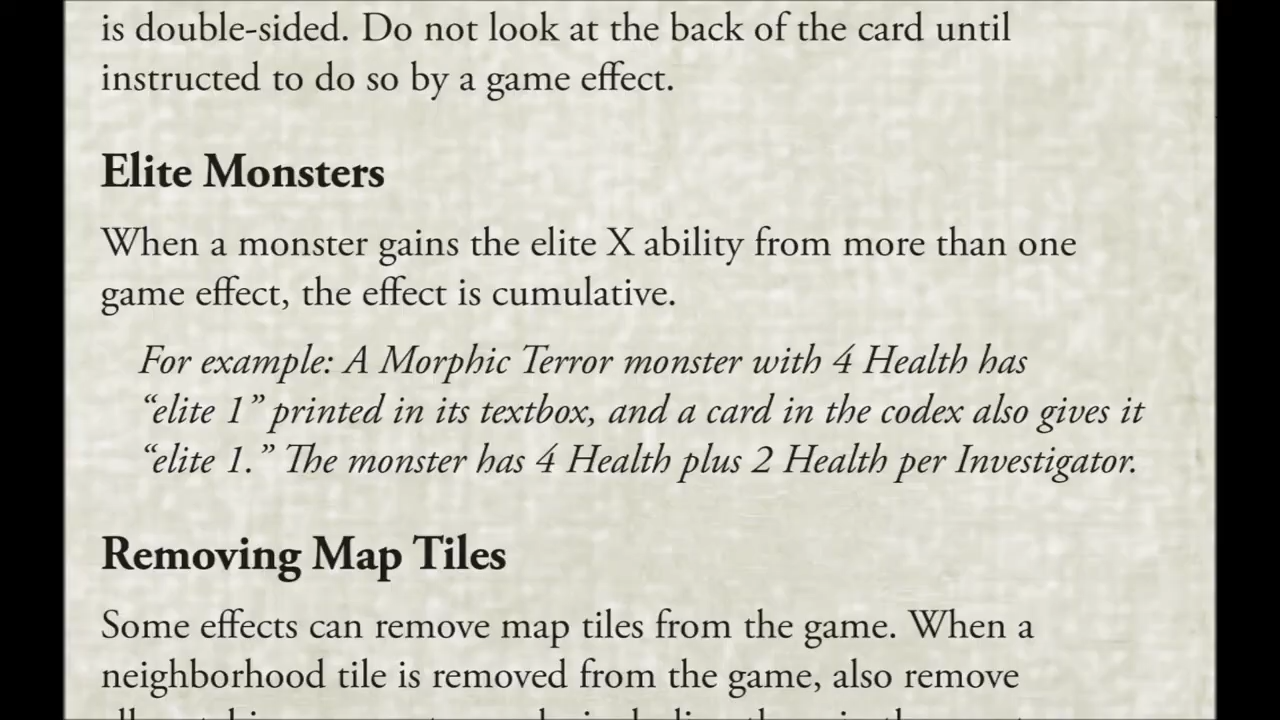 is double-sided. Do not look at the back of the card until
instructed to do so by a game effect.
Elite Monsters
When a monster gains the elite X ability from more than one
game effect, the effect is cumulative.
For example: A Morphic Terror monster with 4 Health has
“elite 1” printed in its textbox, and a card in the codex also gives it
“elite 1.” The monster has 4 Health plus 2 Health per Investigator.
Removing Map Tiles
Some effects can remove map tiles from the game. When a
neighborhood tile is removed from the game, also remove